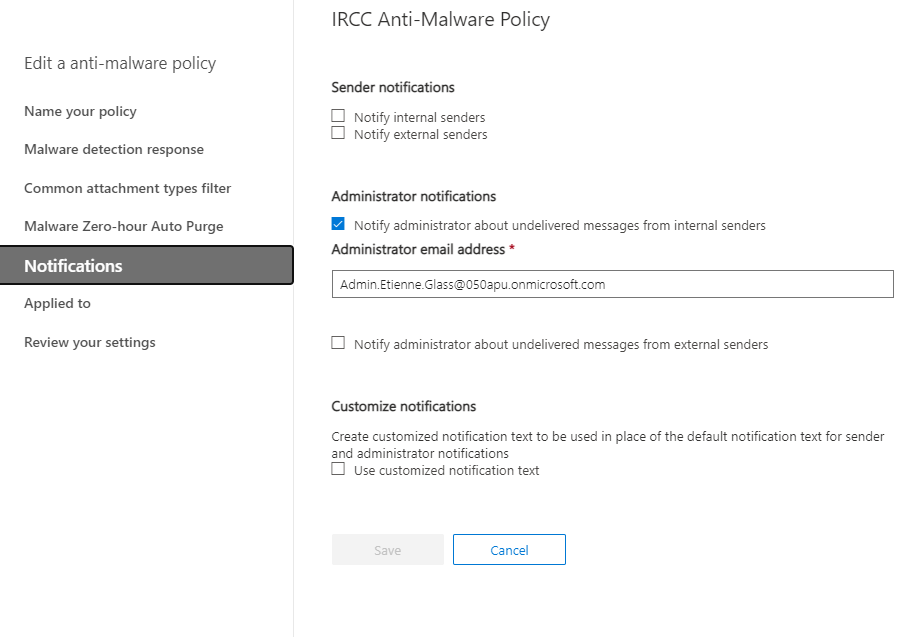 IRCC Anti-Malware Policy
Edit a anti-malware policy
Name your policy
Malware detection response
Common attachment types filter
Malware Zero-hour Auto Purge
Notifications
Applied to
Review your settings
Sender notifications
Notify internal senders
Notify external senders
Administrator notifications
Notify administrator about undelivered messages from internal senders
Administrator email address *
Admin.Etienne.Glass@050apu.onmicrosoft.com
Notify administrator about undelivered messages from external senders
Customize notifications
Create customized notification text to be used in place of the default notification text for sender
and administrator notifications
Use customized notification text
Save
Cancel